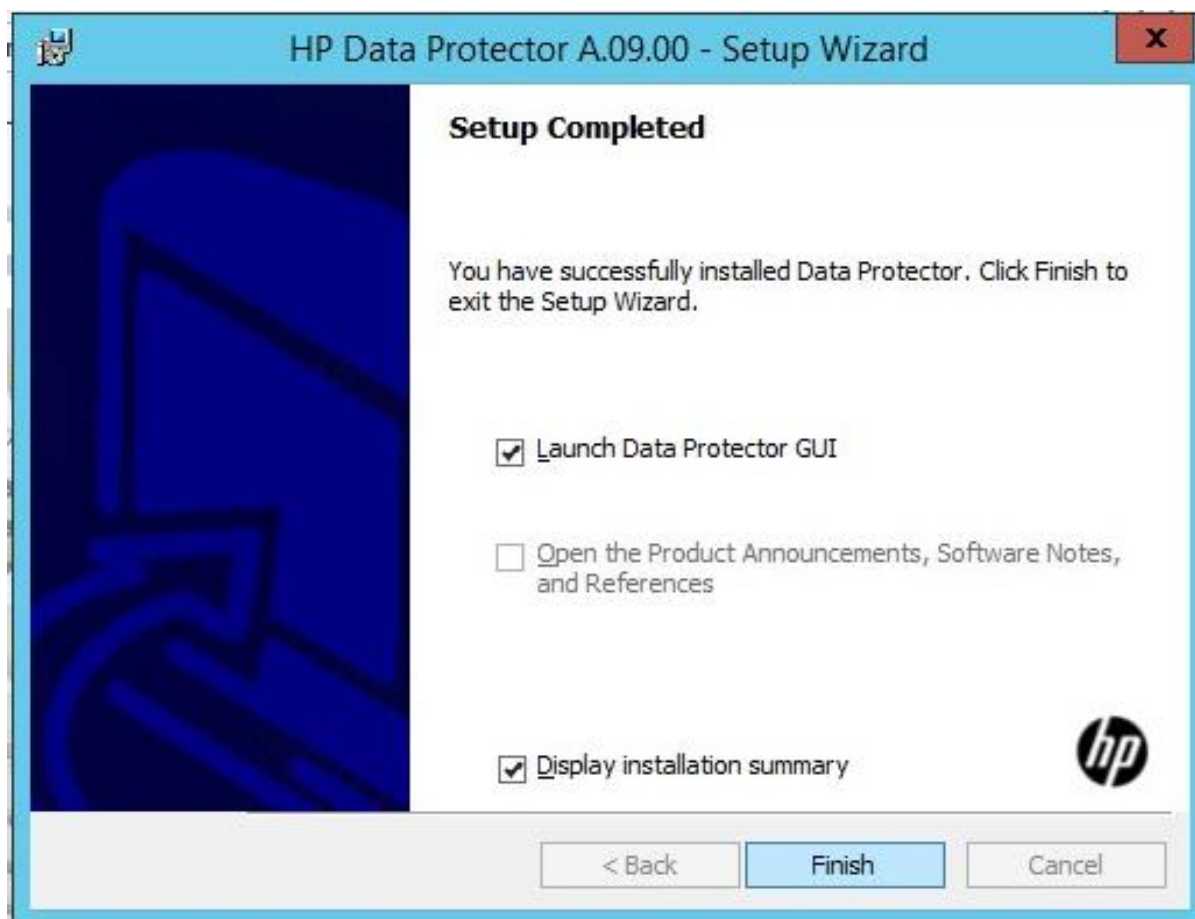 HP Data Protector A.09.00 - Setup Wizard
x
Setup Completed
You have successfully installed Data Protector. Click Finish to
exit the Setup Wizard.
Launch Data Protector GUI
Open the Product Announcements, Software Notes,
and References
hp
Display installation summary
< Back
Finish
Cancel